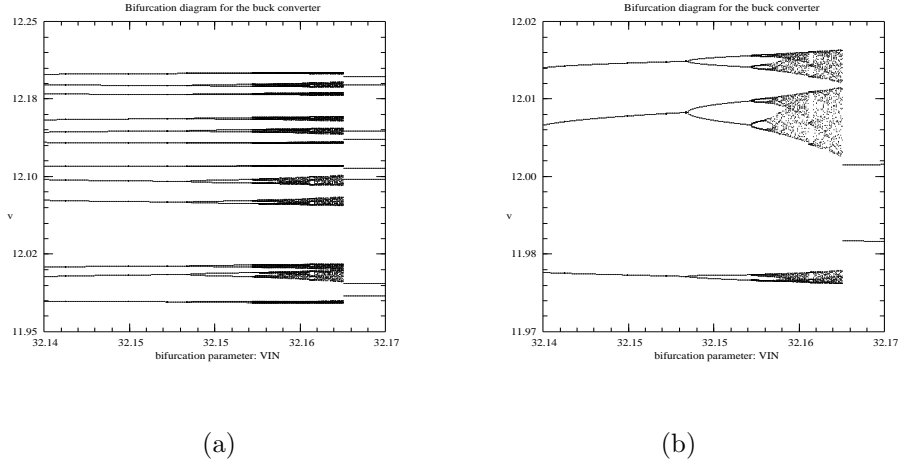 Bifurcation diagram for the buck converter
12.25
12.18
12.10
v
12.02
11.95
32.14
32.15
32.15
32.16
32.17
bifurcation parameter: VIN
(a)
Bifurcation diagram for the buck converter
12.02
12.01
12.00
v
11.98
11.97
32.14
32.15
32.15
32.16
32.17
bifurcation parameter: VIN
(b)